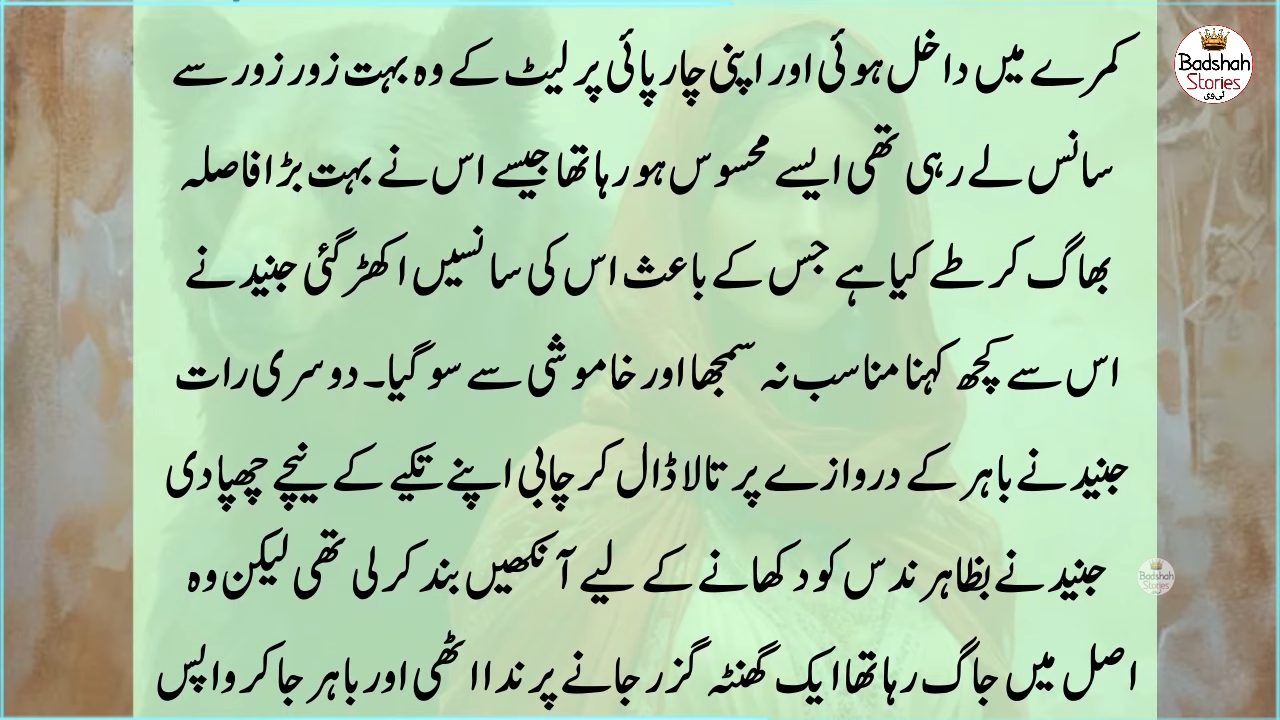 کمرے میں داخل ہوئی اور اپنی چارپائی پر لیٹ کے وہ بہت زور زور سے
سانس لے رہی تھی ایسے محسوس ہو رہا تھا جیسے اس نے بہت بڑا فاصلہ
بھاگ کر طے کیا ہے جس کے باعث اس کی سانسیں اکھڑ گئی جنید نے
اس سے کچھ کہنا مناسب نہ سمجھا اور خاموشی سے سو گیا۔ دوسری رات
جنید نے باہر کے دروازے پر تالا ڈال کر چابی اپنے تکیے کے نیچے چھپا دی
جنید نے بظاہر ندس کو دکھانے کے لیے آنکھیں بند کر لی تھی لیکن وہ
اصل میں جاگ رہا تھا ایک گھنٹہ گزر جانے پر ندا اٹھی اور باہر جا کر واپس
Badshah
Stories
ٹی وی
Badshah
Stories